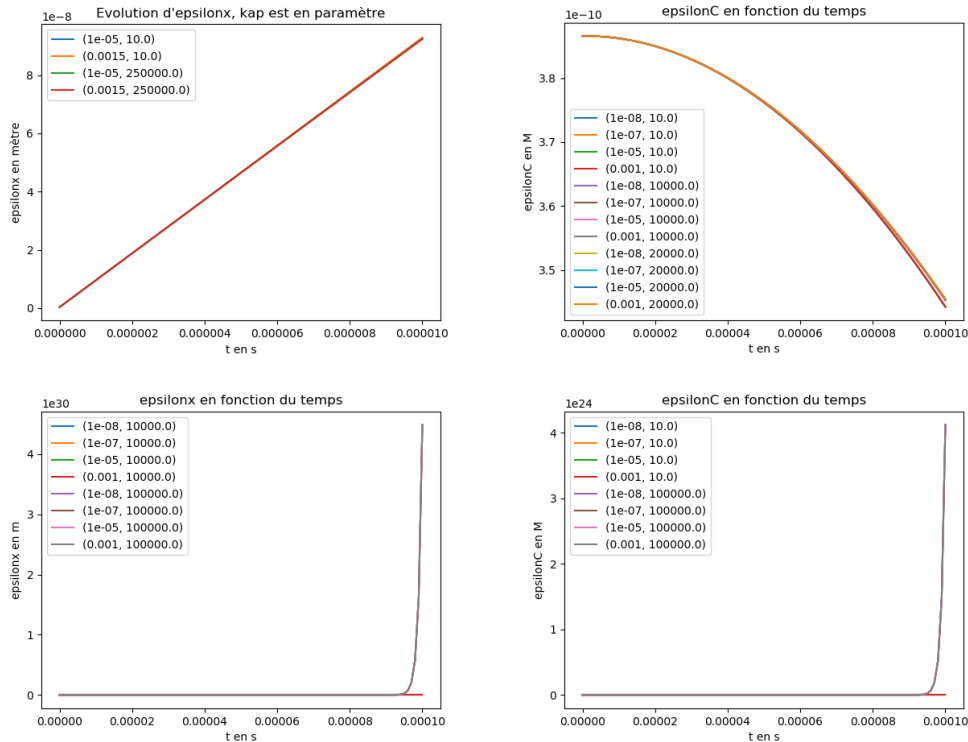 Evolution d'epsilonx, kap est en paramètre
1e−8
(1e-05, 10.0)
(0.0015, 10.0)
(1e-05, 250000.0)
(0.0015, 250000.0)
8
6
4
2
0
epsilonx en mètre
0.000000
0.000002
0.000004
0.000006
0.000008
0.000010
t en s
epsilonC en fonction du temps
1e−10
3.8
3.7
3.6
3.5
epsilonC en M
(1e-08, 10.0)
(1e-07, 10.0)
(1e-05, 10.0)
(0.001, 10.0)
(1e-08, 10000.0)
(1e-07, 10000.0)
(1e-05, 10000.0)
(0.001, 10000.0)
(1e-08, 20000.0)
(1e-07, 20000.0)
(1e-05, 20000.0)
(0.001, 20000.0)
0.00000
0.00002
0.00004
0.00006
0.00008
0.00010
t en s
epsilonx en fonction du temps
1e30
(1e-08, 10000.0)
(1e-07, 10000.0)
(1e-05, 10000.0)
(0.001, 10000.0)
(1e-08, 100000.0)
(1e-07, 100000.0)
(1e-05, 100000.0)
(0.001, 100000.0)
4
3
2
1
0
epsilonx en m
0.00000
0.00002
0.00004
0.00006
0.00008
0.00010
t en s
epsilonC en fonction du temps
1e24
(1e-08, 10.0)
(1e-07, 10.0)
(1e-05, 10.0)
(0.001, 10.0)
(1e-08, 100000.0)
(1e-07, 100000.0)
(1e-05, 100000.0)
(0.001, 100000.0)
4
3
2
1
0
epsilonC en M
0.00000
0.00002
0.00004
0.00006
0.00008
0.00010
t en s